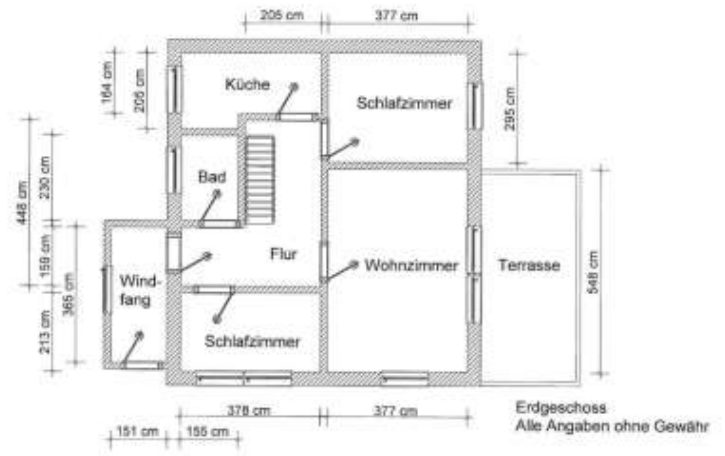 205 cm
377 cm
164 cm
205 cm
Küche
Schlafzimmer
295 cm
230 cm
448 cm
Bad
159 cm
365 cm
213 cm
Wind-
fang
Flur
Wohnzimmer
Terrasse
548 cm
Schlafzimmer
378 cm
377 cm
151 cm
155 cm
Erdgeschoss
Alle Angaben ohne Gewähr